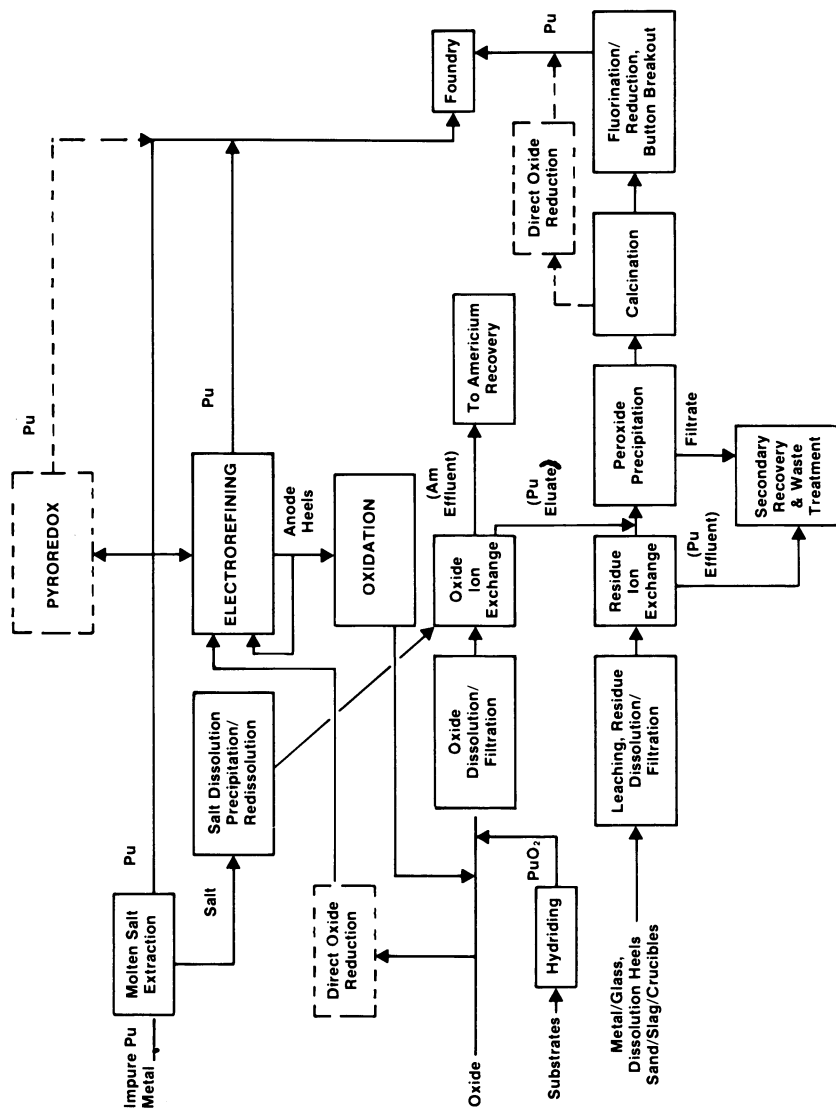 Impure Pu
Metal
Molten Salt
Extraction
Pu
Salt
PYROREDOX
Pu
Salt Dissolution
Precipitation/
Redissolution
ELECTROREFINING
Pu
Anode
Heels
OXIDATION
Direct Oxide
Reduction
Foundry
Pu
Oxide
Substrates
Hydriding
PuO2
Oxide
Dissolution/
Filtration
Oxide
Ion
Exchange
(Am
Effluent)
To Americium
Recovery
(Pu
Eluate)
Metal/Glass,
Dissolution Heels
Sand/Slag/Crucibles
Leaching, Residue
Dissolution/
Filtration
Residue
Ion
Exchange
(Pu
Effluent)
Peroxide
Precipitation
Filtrate
Secondary
Recovery
& Waste
Treatment
Calcination
Direct Oxide
Reduction
Fluorination/
Reduction,
Button Breakout